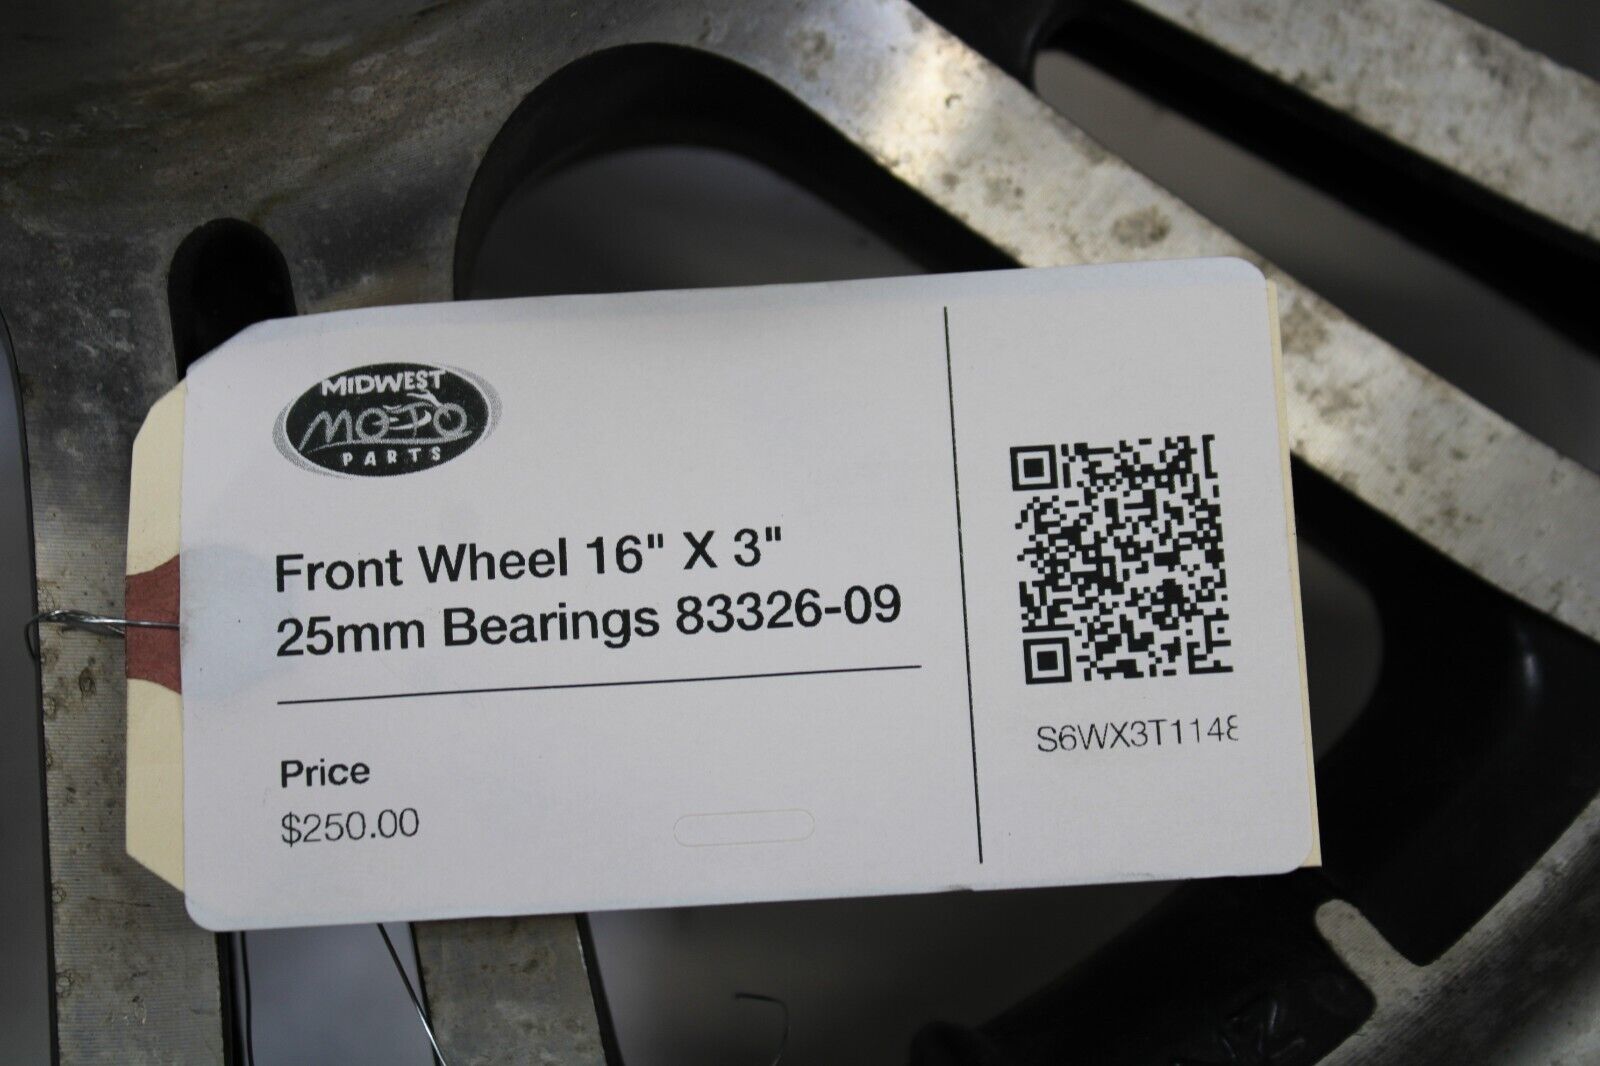 MIDWEST
MOTO
PARTS
Front Wheel 16" X 3"
25mm Bearings 83326-09
Price
$250.00
S6WX3T1148